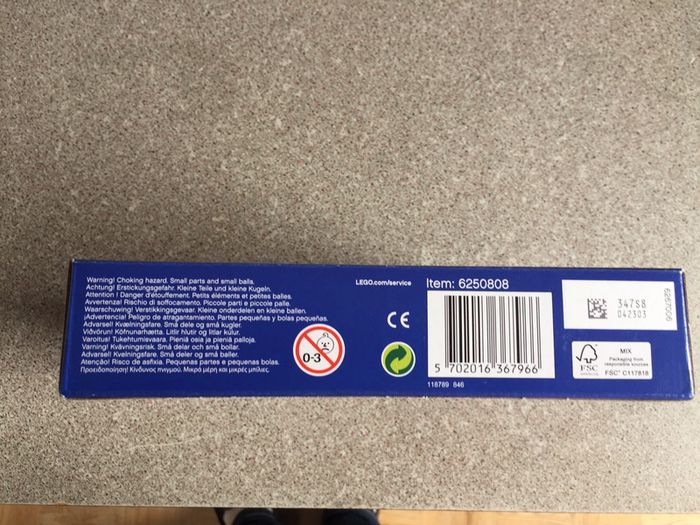 Warning! Choking hazard. Small parts and small balls.
Achtung! Erstickungsgefahr. Kleine Teile und kleine Kugeln.
Attention ! Danger d'étouffement. Petits éléments et petites balles.
Avvertenza! Rischio di soffocamento. Piccole parti e piccole palle.
Waarschuwing! Verstikkingsgevaar. Kleine onderdelen en kleine ballen.
¡Advertencia! Peligro de atragantamiento. Partes pequeñas y bolas pequeñas.
Advarsel! Kvælningsfare. Små dele og små kugler.
Viðvörun! Köfnunarhætta. Litlir hlutir og litlar kúlur.
Varoitus! Tukehtumisvaara. Pieniä osia ja pieniä palloja.
Varning! Kvävningsrisk. Små delar och små bollar.
Advarsel! Kvelningsfare. Små deler og små baller.
Atenção! Risco de asfixia. Pequenas partes e pequenas bolas.
Προειδοποίηση! Κίνδυνος πνιγμού. Μικρά μέρη και μικρές μπίλιες.
0-3
LEGO.com/service
CE
Item: 6250808
5 702016 367966
118789 846
347S8
042303
6267006
FSC
MIX
Packaging from
responsible sources
FSC® C117818